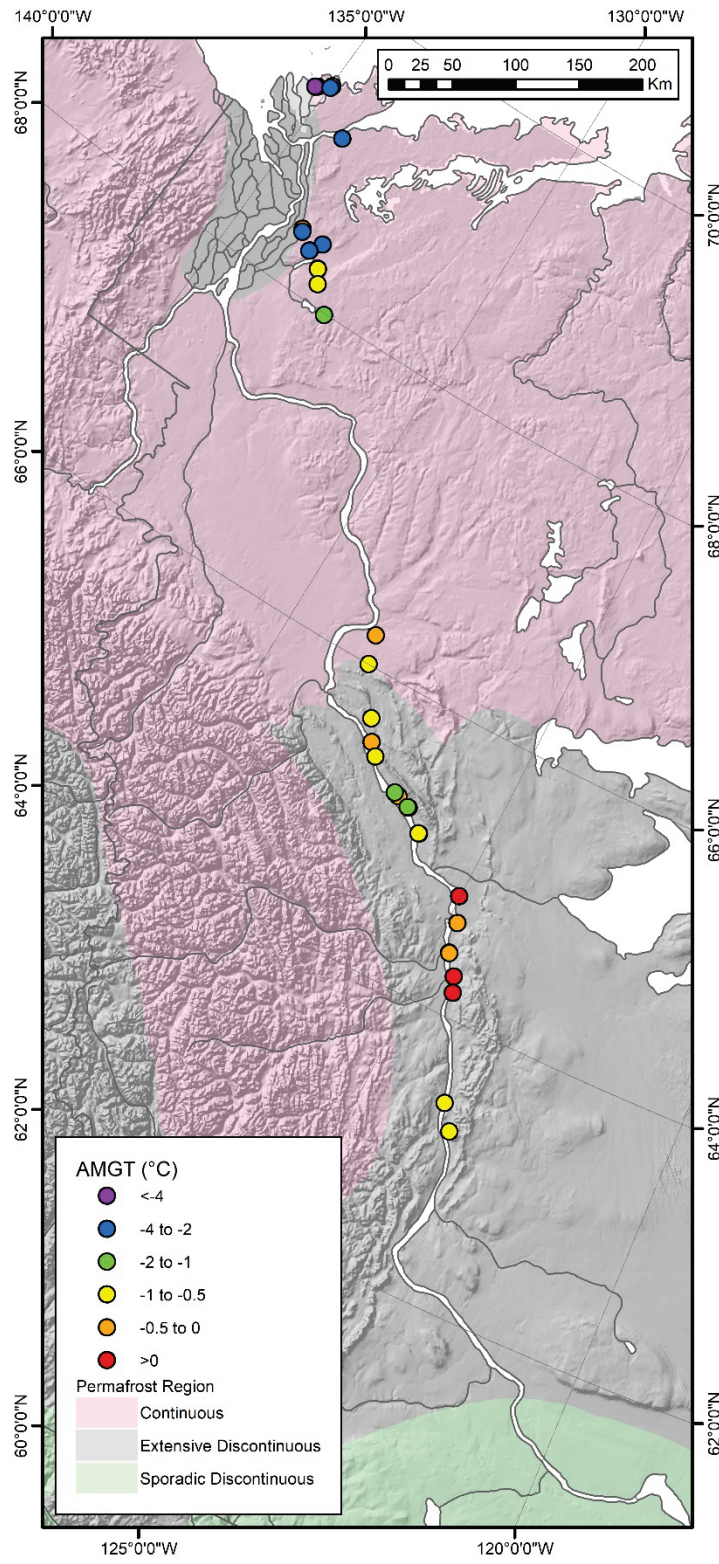 140°0'0"W 135°0'0"W 130°0'0"W
0 25 50 100 150 200
Km
68°0'0"N
70°0'0"N
66°0'0"N
68°0'0"N
64°0'0"N
66°0'0"N
62°0'0"N
64°0'0"N
AMGT (°C)
<-4
-4 to -2
-2 to -1
-1 to -0.5
-0.5 to 0
>0
Permafrost Region
Continuous
Extensive Discontinuous
Sporadic Discontinuous
60°0'0"N
62°0'0"N
125°0'0"W 120°0'0"W